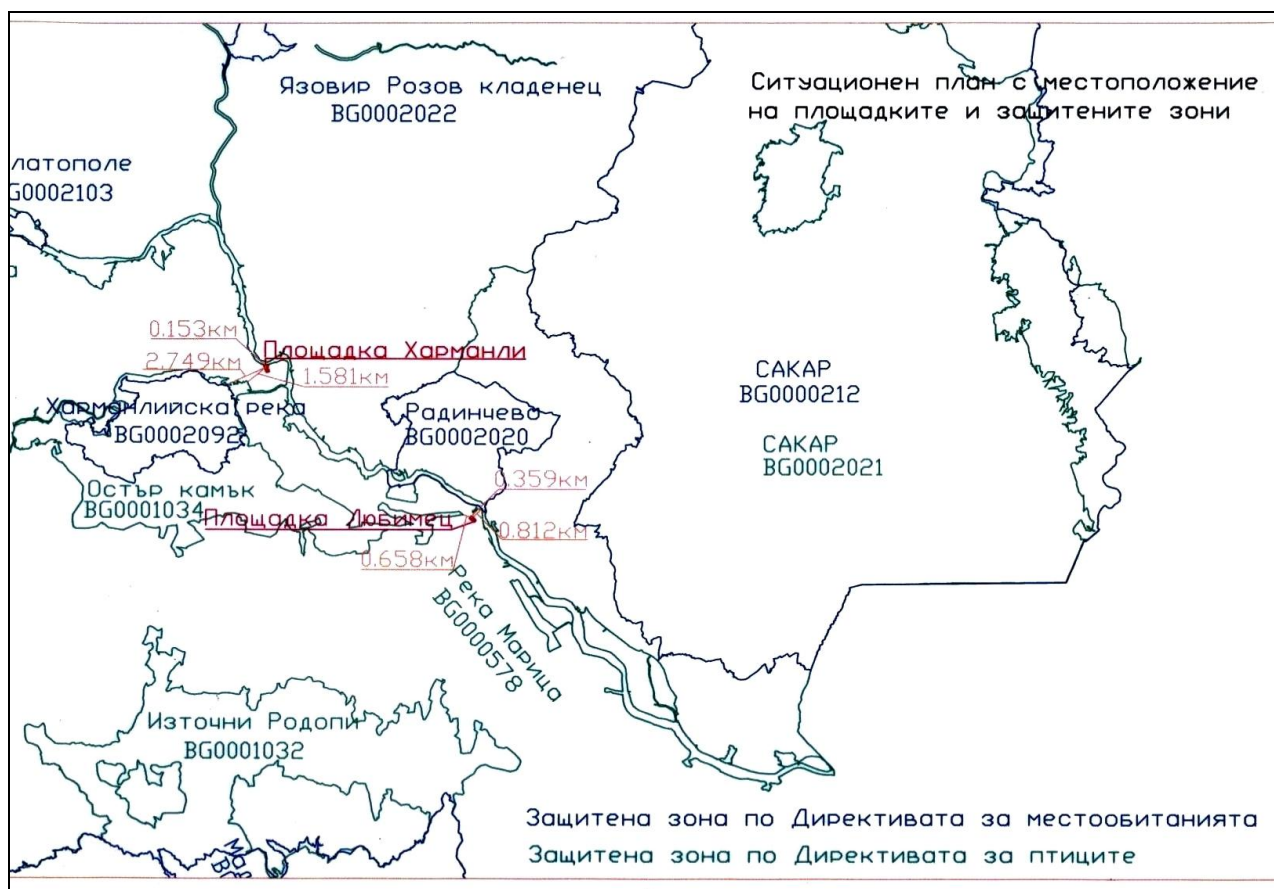 Язовир Розов кладенец
BG0002022
Ситуационен план с местоположение
на площадките и защитените зони
латополе
G0002103
0.153км
Площадка Харманли
2.749км
1.581км
САКАР
BG0000212
Харманлийска река
BG0002092
Радинчево
BG0002020
САКАР
BG0002021
0.359км
Остър камък
BG0001034
Площадка Любимец
0.812км
0.658км
Река Марица
BG0000578
Източни Родопи
BG0001032
Защитена зона по Директивата за местообитанията
Защитена зона по Директивата за птиците